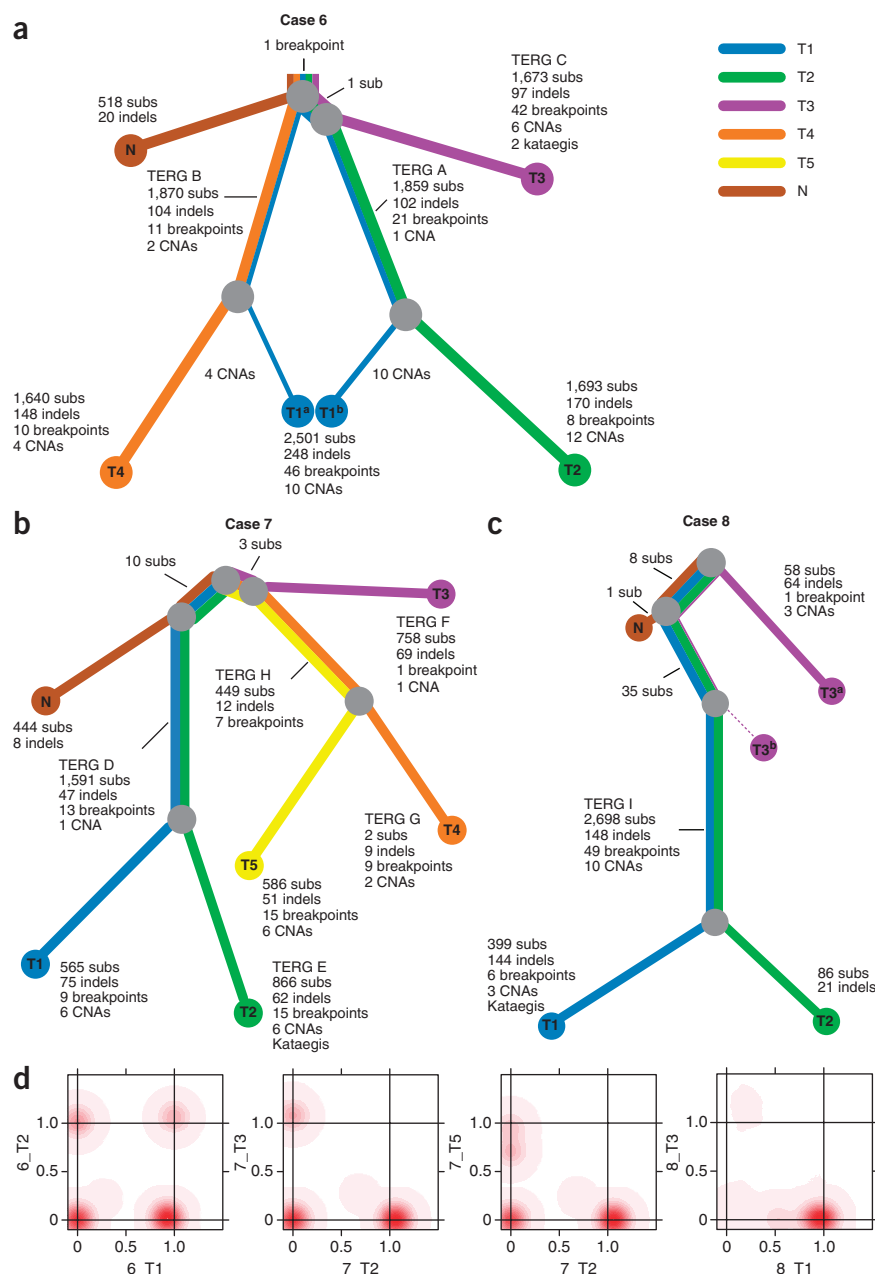 a
Case 6
1 breakpoint
1 sub
518 subs
20 indels
N
TERG B
1,870 subs
104 indels
11 breakpoints
2 CNAs
TERG A
1,859 subs
102 indels
21 breakpoints
1 CNA
TERG C
1,673 subs
97 indels
42 breakpoints
6 CNAs
2 kataegis
T3
T1
T2
T3
T4
T5
N
4 CNAs
10 CNAs
1,640 subs
148 indels
10 breakpoints
4 CNAs
T4
T1a
T1b
2,501 subs
248 indels
46 breakpoints
10 CNAs
1,693 subs
170 indels
8 breakpoints
12 CNAs
T2
b
Case 7
10 subs
3 subs
N
444 subs
8 indels
T3
TERG F
758 subs
69 indels
1 breakpoint
1 CNA
TERG H
449 subs
12 indels
7 breakpoints
TERG D
1,591 subs
47 indels
13 breakpoints
1 CNA
T4
TERG G
2 subs
9 indels
9 breakpoints
2 CNAs
T5
586 subs
51 indels
15 breakpoints
6 CNAs
T1
565 subs
75 indels
9 breakpoints
6 CNAs
T2
TERG E
866 subs
62 indels
15 breakpoints
6 CNAs
Kataegis
c
Case 8
8 subs
1 sub
N
58 subs
64 indels
1 breakpoint
3 CNAs
T3a
35 subs
T3b
TERG I
2,698 subs
148 indels
49 breakpoints
10 CNAs
399 subs
144 indels
6 breakpoints
3 CNAs
Kataegis
T1
86 subs
21 indels
T2
d
6_T2
1.0
0.5
0
0 0.5 1.0
6_T1
7_T3
1.0
0.5
0
0 0.5 1.0
7_T2
7_T5
1.0
0.5
0
0 0.5 1.0
7_T2
8_T3
1.0
0.5
0
0 0.5 1.0
8_T1